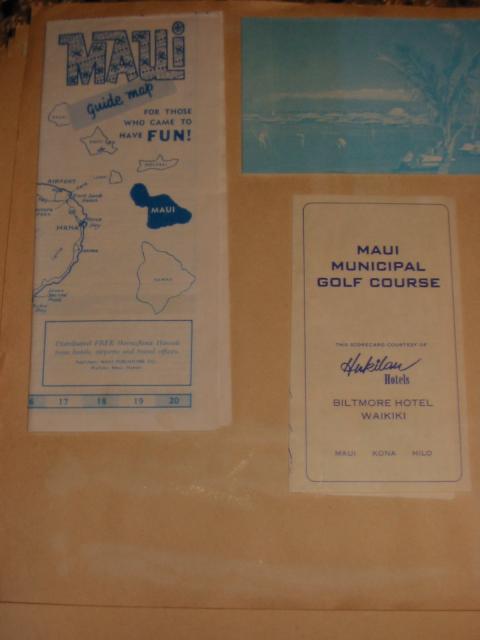 MAUi
guide map
FOR THOSE
WHO CAME TO
HAVE FUN!
MOLOKAI
AIRPORT
MAUI
HANA
HAWAII
Distributed FREE throughout Hawaii
from hotels, airports and travel offices.
17 18 19 20
MAUI
MUNICIPAL
GOLF COURSE
THIS SCORECARD COURTESY OF
Hukilau
Hotels
BILTMORE HOTEL
WAIKIKI
MAUI KONA HILO